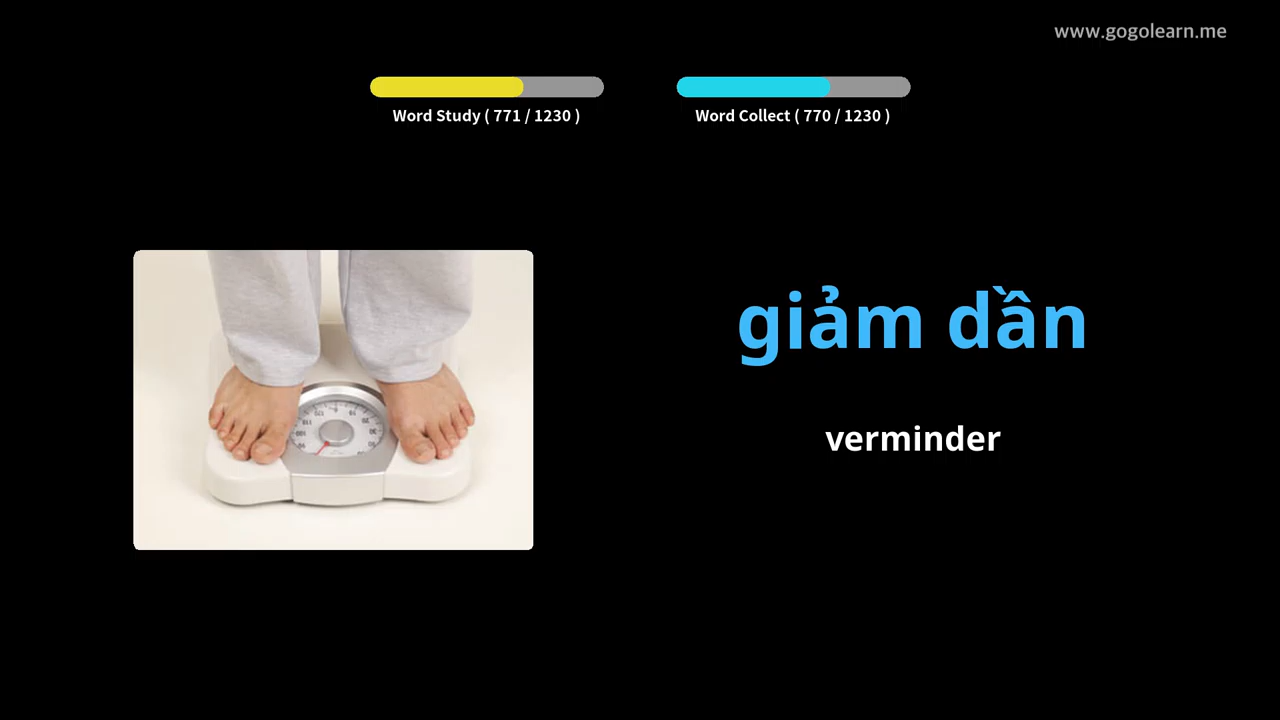 www.gogolearn.me
Word Study ( 771 / 1230 )
Word Collect ( 770 / 1230 )
giảm dần
verminder